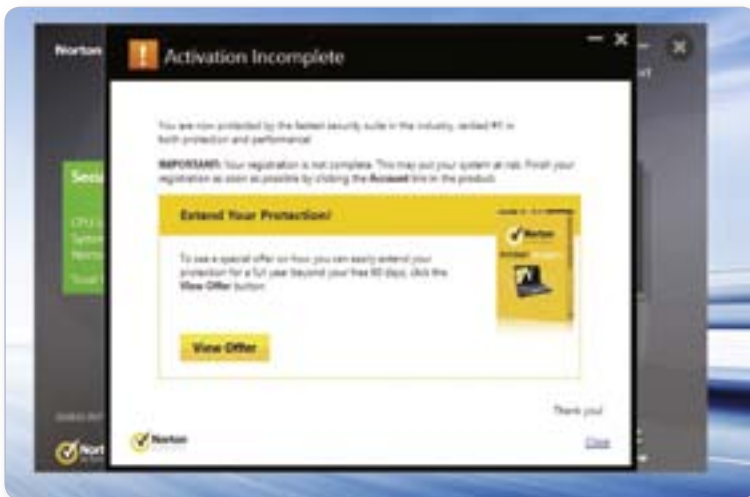 Norton
Activation Incomplete
You are now protected by the fastest security suite in the industry, ranked #1 in
both protection and performance!
IMPORTANT: Your registration is not complete. This may put your system at risk. Finish your
registration as soon as possible by clicking the Account link in the product.
Extend Your Protection!
To see a special offer on how you can easily extend your
protection for a full year beyond your free 60 days, click the
View Offer button.
Norton
View Offer
Thank you!
Norton
Close